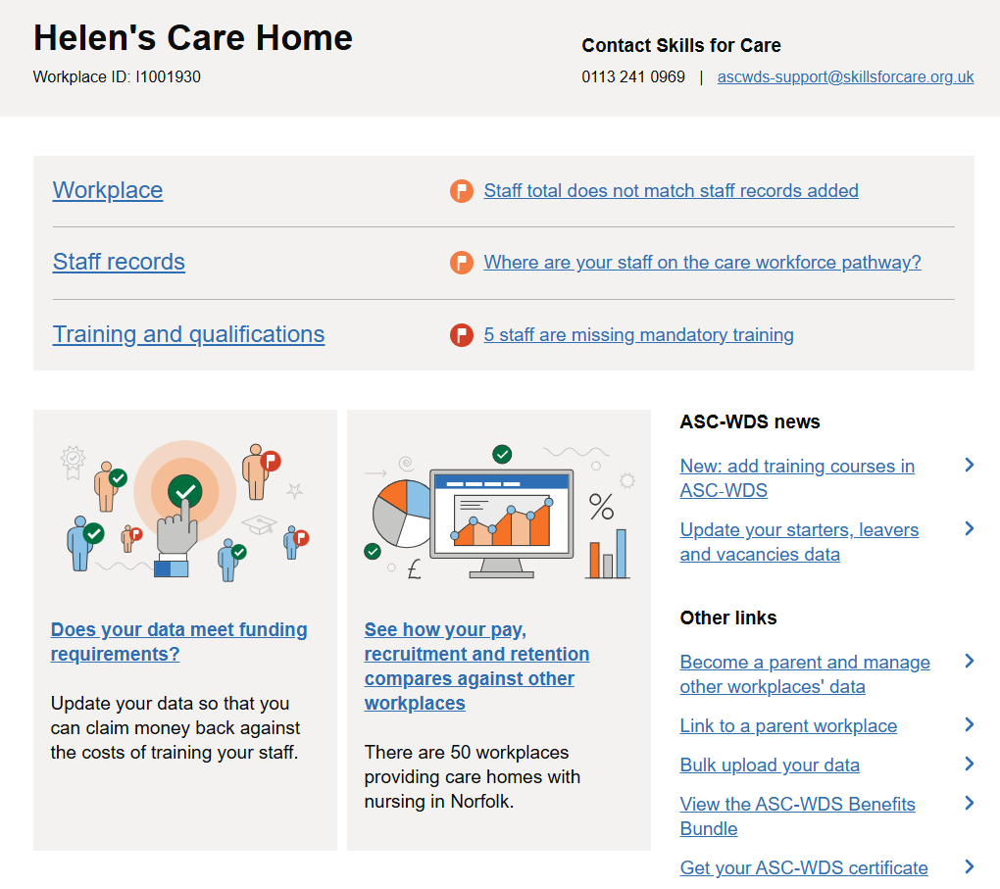 Helen's Care Home
Workplace ID: I1001930
Contact Skills for Care
0113 241 0969 | ascwds-support@skillsforcare.org.uk
Workplace
Staff total does not match staff records added
Staff records
Where are your staff on the care workforce pathway?
Training and qualifications
5 staff are missing mandatory training
Does your data meet funding
requirements?
Update your data so that you
can claim money back against
the costs of training your staff.
%
£
See how your pay,
recruitment and retention
compares against other
workplaces
There are 50 workplaces
providing care homes with
nursing in Norfolk.
ASC-WDS news
New: add training courses in
ASC-WDS
Update your starters, leavers
and vacancies data
Other links
Become a parent and manage
other workplaces' data
Link to a parent workplace
Bulk upload your data
View the ASC-WDS Benefits
Bundle
Get your ASC-WDS certificate